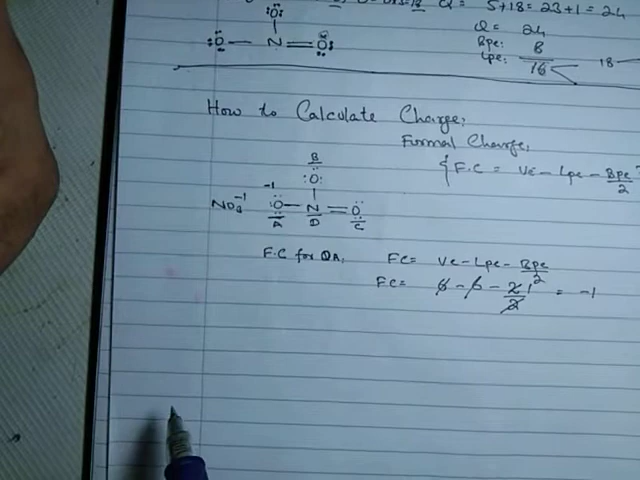 5+18 = 23+1 = 24
:Ö:
:Ö — N = Ö:
Q = 24
Bpe: 8
Lpe: 16 — 18
How to Calculate Charge,
Formal Charge,
{F.C = Ve - Lpe - Bpe/2
B
:Ö:
NO3 -1 -1 :Ö — N = Ö
A D C
F.C for OA, FC = Ve - Lpe - Bpe/2
FC = 6 - 6 - 2/2 1 = -1